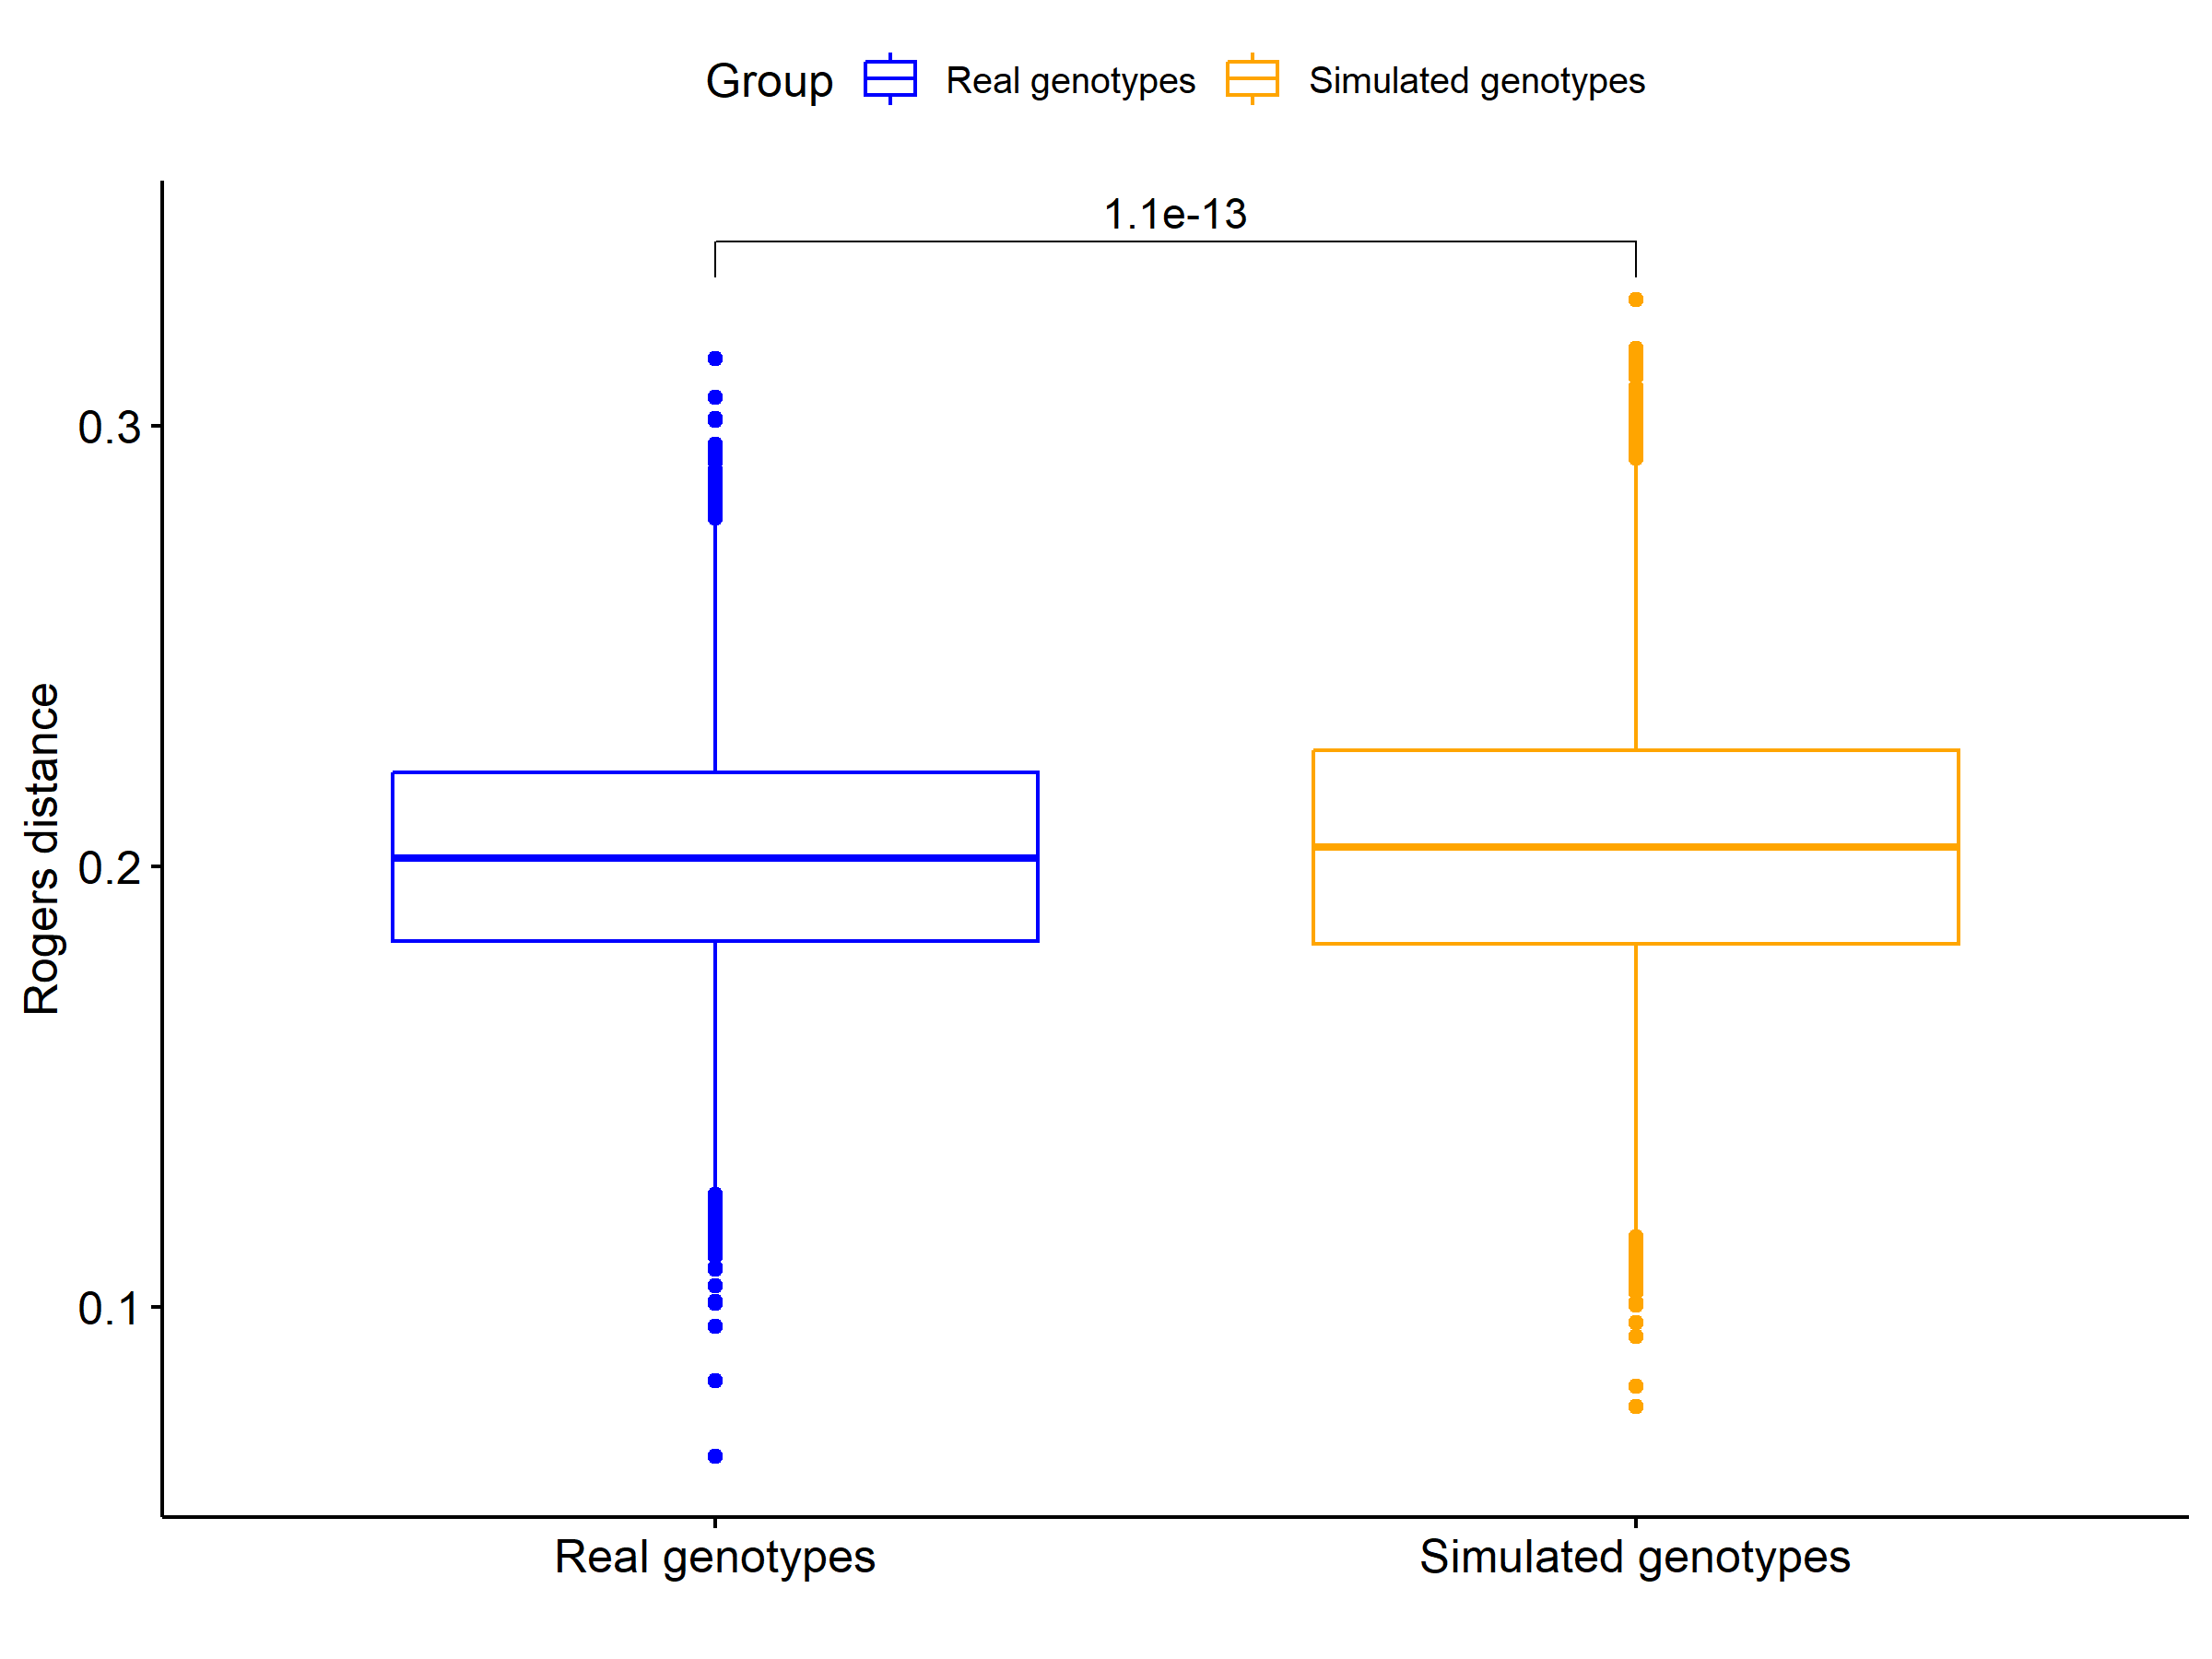 Group Real genotypes Simulated genotypes
1.1e-13
0.3
0.2
0.1
Rogers distance
Real genotypes Simulated genotypes